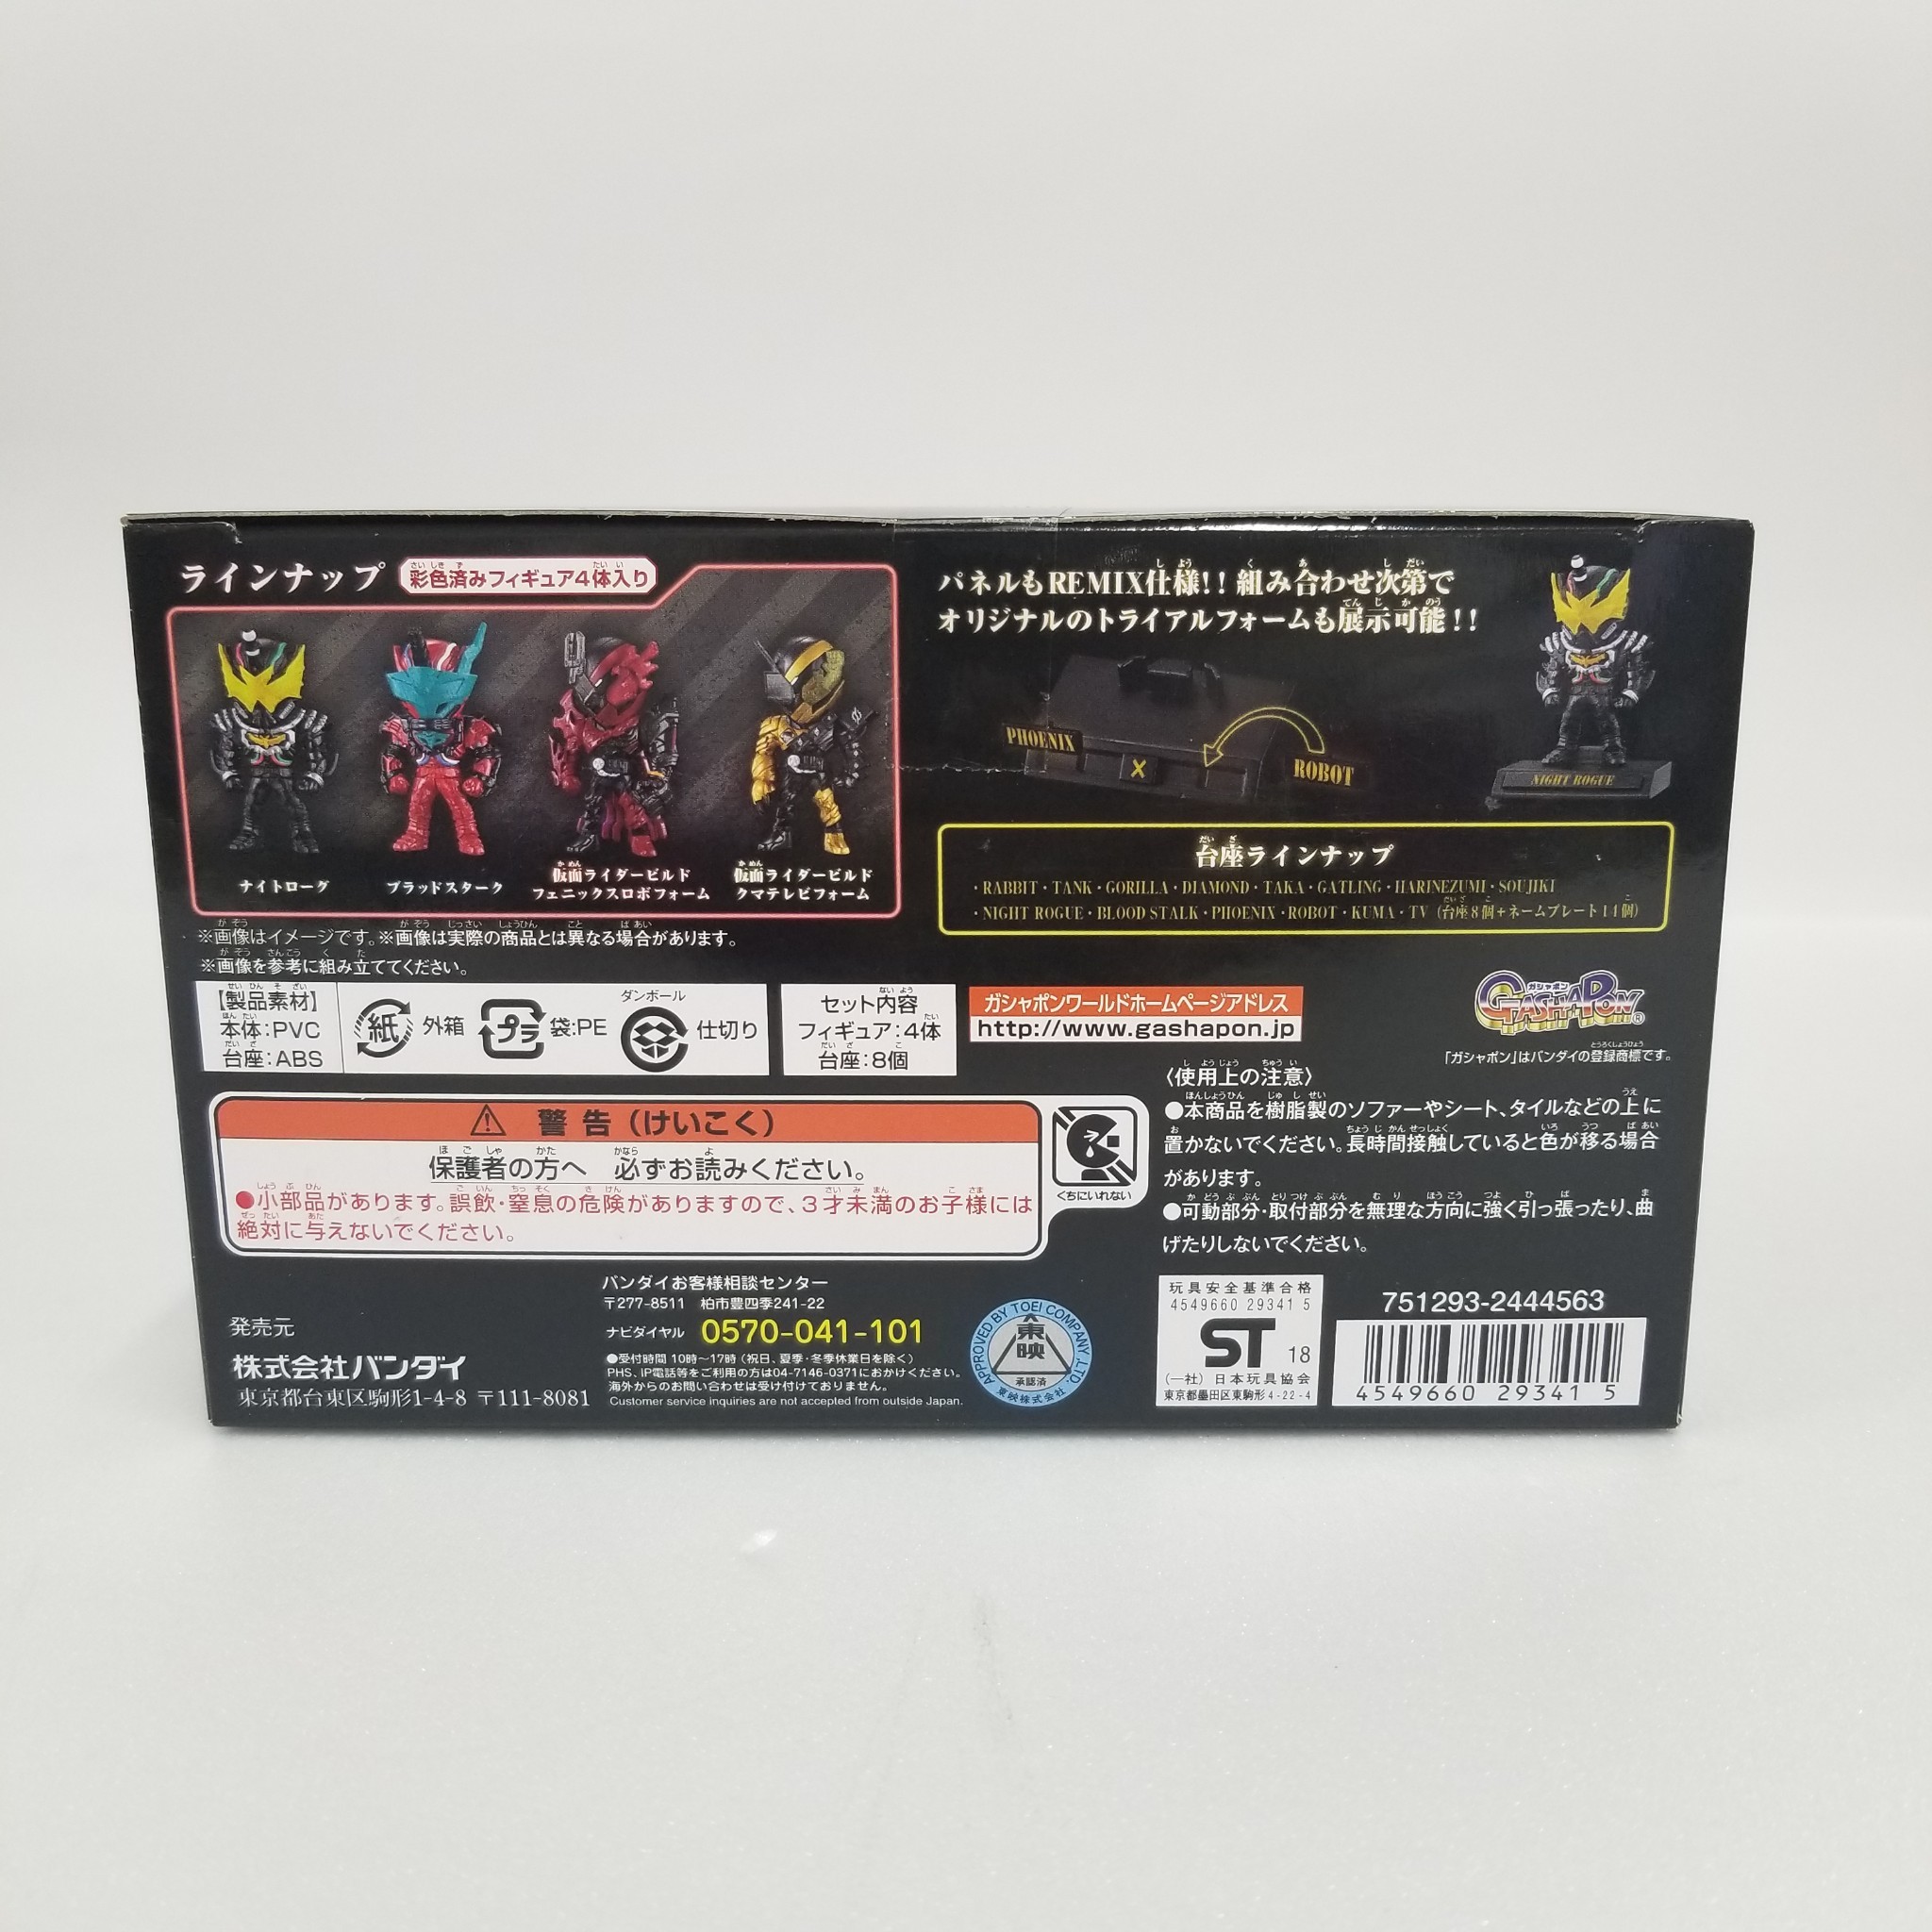 ラインナップ 彩色済みフィギュア4体入り
ナイトローグ
ブラッドスターク
仮面ライダービルド
フェニックスロボフォーム
仮面ライダービルド
クマテレビフォーム
パネルもREMIX仕様!! 組み合わせ次第で
オリジナルのトライアルフォームも展示可能!!
PHOENIX
X
ROBOT
NIGHT ROGUE
台座ラインナップ
・RABBIT・TANK・GORILLA・DIAMOND・TAKA・GATLING・HARINEZUMI・SOUJIKI
・NIGHT ROGUE・BLOOD STALK・PHOENIX・ROBOT・KUMA・TV (台座8個+ネームプレート14個)
※画像はイメージです。※画像は実際の商品とは異なる場合があります。
※画像を参考に組み立ててください。
【製品素材】
本体:PVC
台座:ABS
紙 外箱
プラ 袋:PE
ダンボール
仕切り
セット内容
フィギュア:4体
台座:8個
ガシャポンワールドホームページアドレス
http://www.gashapon.jp
ガシャポン
GASHAPON®
「ガシャポン」はバンダイの登録商標です。
⚠ 警告(けいこく)
保護者の方へ 必ずお読みください。
●小部品があります。誤飲・窒息の危険がありますので、3才未満のお子様には
絶対に与えないでください。
くちにいれない
〈使用上の注意〉
●本商品を樹脂製のソファーやシート、タイルなどの上に
置かないでください。長時間接触していると色が移る場合
があります。
●可動部分・取付部分を無理な方向に強く引っ張ったり、曲
げたりしないでください。
発売元
株式会社バンダイ
東京都台東区駒形1-4-8 〒111-8081
バンダイお客様相談センター
〒277-8511 柏市豊四季241-22
ナビダイヤル 0570-041-101
●受付時間 10時〜17時(祝日、夏季・冬季休業日を除く)
PHS、IP電話等をご利用の方は04-7146-0371におかけください。
海外からのお問い合わせは受け付けておりません。
Customer service inquiries are not accepted from outside Japan.
APPROVED BY TOEI COMPANY, LTD.
東映
承認済
東映株式会社
玩具安全基準合格
4549660 29341 5
ST 18
(一社) 日本玩具協会
東京都墨田区東駒形4-22-4
751293-2444563
4549660 29341 5